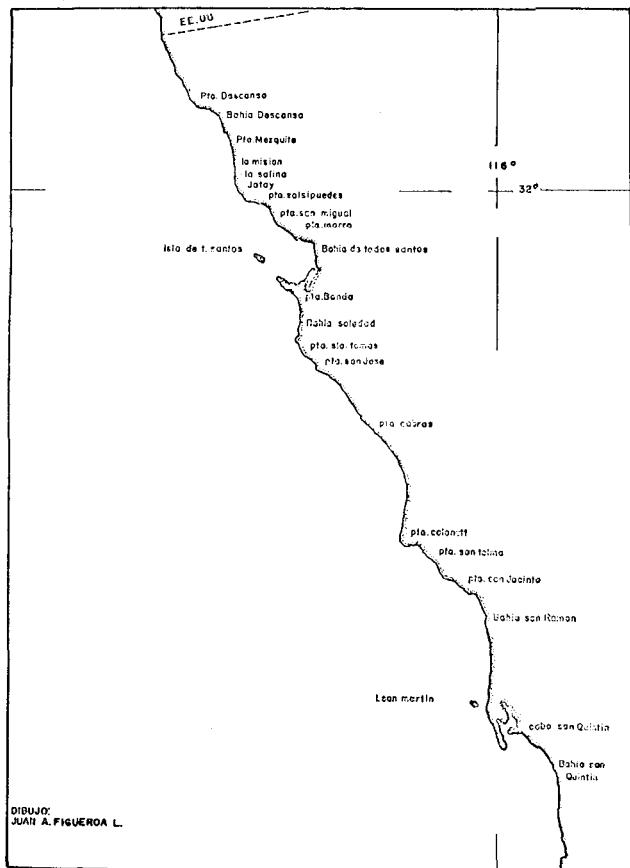 EE.UU
Pta. Descanso
Bahia Descanso
Pta. Mezquite
la mision
la salina
Jatay
pta. salsipuedes
116°
32°
pta. san miguel
pta. morro
Isla de t. santos
Bahia de todos santos
pta. Banda
Bahia soledad
pta. sto. tomas
pta. san Jose
pta. cabras
pta. colonett
pta. san telmo
pta. san Jacinto
Bahia san Ramon
I.san martin
cabo. san Quintin
Bahia san
Quintin
DIBUJO:
JUAN A. FIGUEROA L.